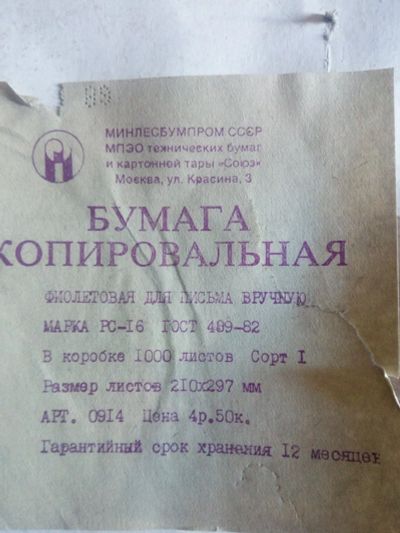 89
МИНЛЕСБУМПРОМ СССР
МПЭО технических бумаг
и картонной тары «Союз»
Москва, ул. Красина, 3
БУМАГА
КОПИРОВАЛЬНАЯ
ФИОЛЕТОВАЯ ДЛЯ ПИСЬМА ВРУЧНУЮ
МАРКА РС-16 ГОСТ 489-82
В коробке 1000 листов Сорт I
Размер листов 210х297 мм
АРТ. 0914 Цена 4р.50к.
Гарантийный срок хранения 12 месяцев